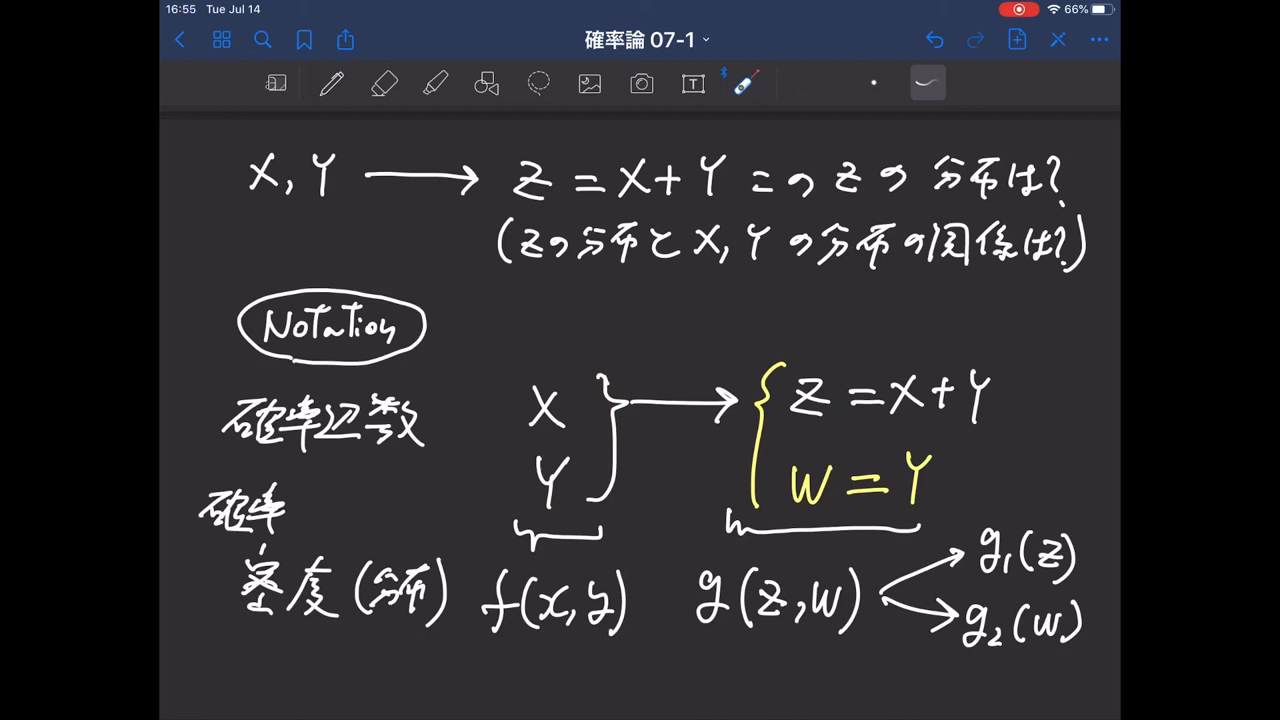 16:55 Tue Jul 14 66%
確率論 07-1
T
X, Y → Z = X+Y このZの分布は?
(Zの分布とX, Yの分布の関係は?)
Notation
確率変数 X → Z = X+Y
Y W = Y
確率
密度(分布) f(x, y) g(z, w) → g₁(z)
→ g₂(w)